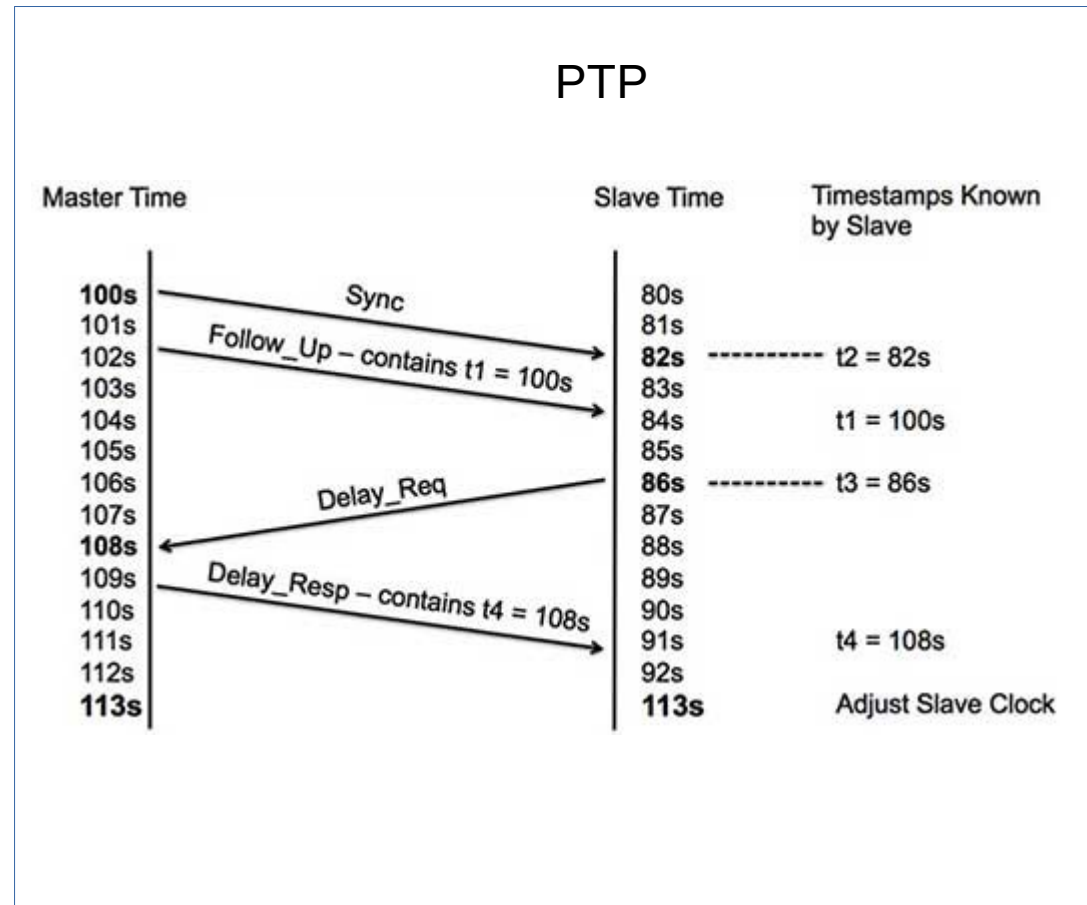 PTP
Master Time
Slave Time
Timestamps Known
by Slave
100s
Sync
80s
101s
81s
102s
Follow_Up – contains t1 = 100s
82s
t2 = 82s
103s
83s
104s
84s
t1 = 100s
105s
85s
106s
Delay_Req
86s
t3 = 86s
107s
87s
108s
88s
109s
Delay_Resp – contains t4 = 108s
89s
110s
90s
111s
91s
t4 = 108s
112s
92s
113s
113s
Adjust Slave Clock